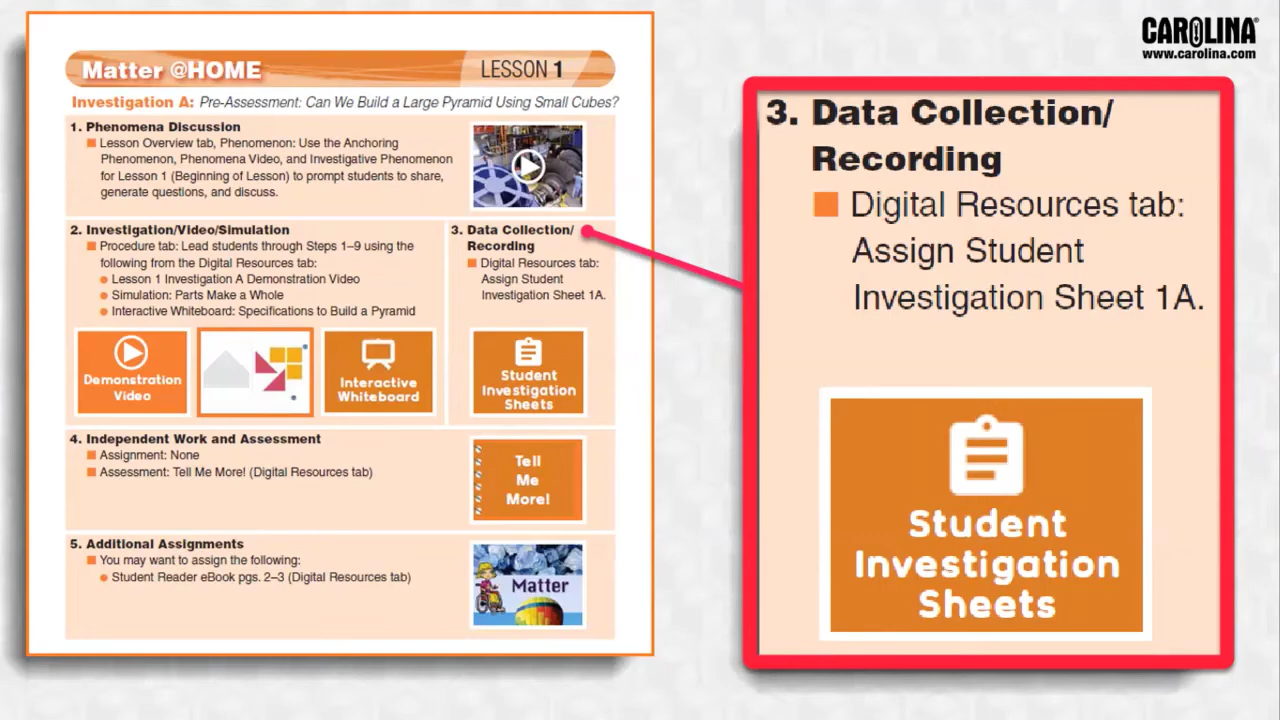 CAROLINA®
www.carolina.com
Matter @HOME
LESSON 1
Investigation A: Pre-Assessment: Can We Build a Large Pyramid Using Small Cubes?
1. Phenomena Discussion
Lesson Overview tab, Phenomenon: Use the Anchoring
Phenomenon, Phenomena Video, and Investigative Phenomenon
for Lesson 1 (Beginning of Lesson) to prompt students to share,
generate questions, and discuss.
2. Investigation/Video/Simulation
Procedure tab: Lead students through Steps 1–9 using the
following from the Digital Resources tab:
Lesson 1 Investigation A Demonstration Video
Simulation: Parts Make a Whole
Interactive Whiteboard: Specifications to Build a Pyramid
Demonstration
Video
Interactive
Whiteboard
3. Data Collection/
Recording
Digital Resources tab:
Assign Student
Investigation Sheet 1A.
Student
Investigation
Sheets
4. Independent Work and Assessment
Assignment: None
Assessment: Tell Me More! (Digital Resources tab)
Tell
Me
More!
5. Additional Assignments
You may want to assign the following:
Student Reader eBook pgs. 2–3 (Digital Resources tab)
Matter
3. Data Collection/
Recording
Digital Resources tab:
Assign Student
Investigation Sheet 1A.
Student
Investigation
Sheets